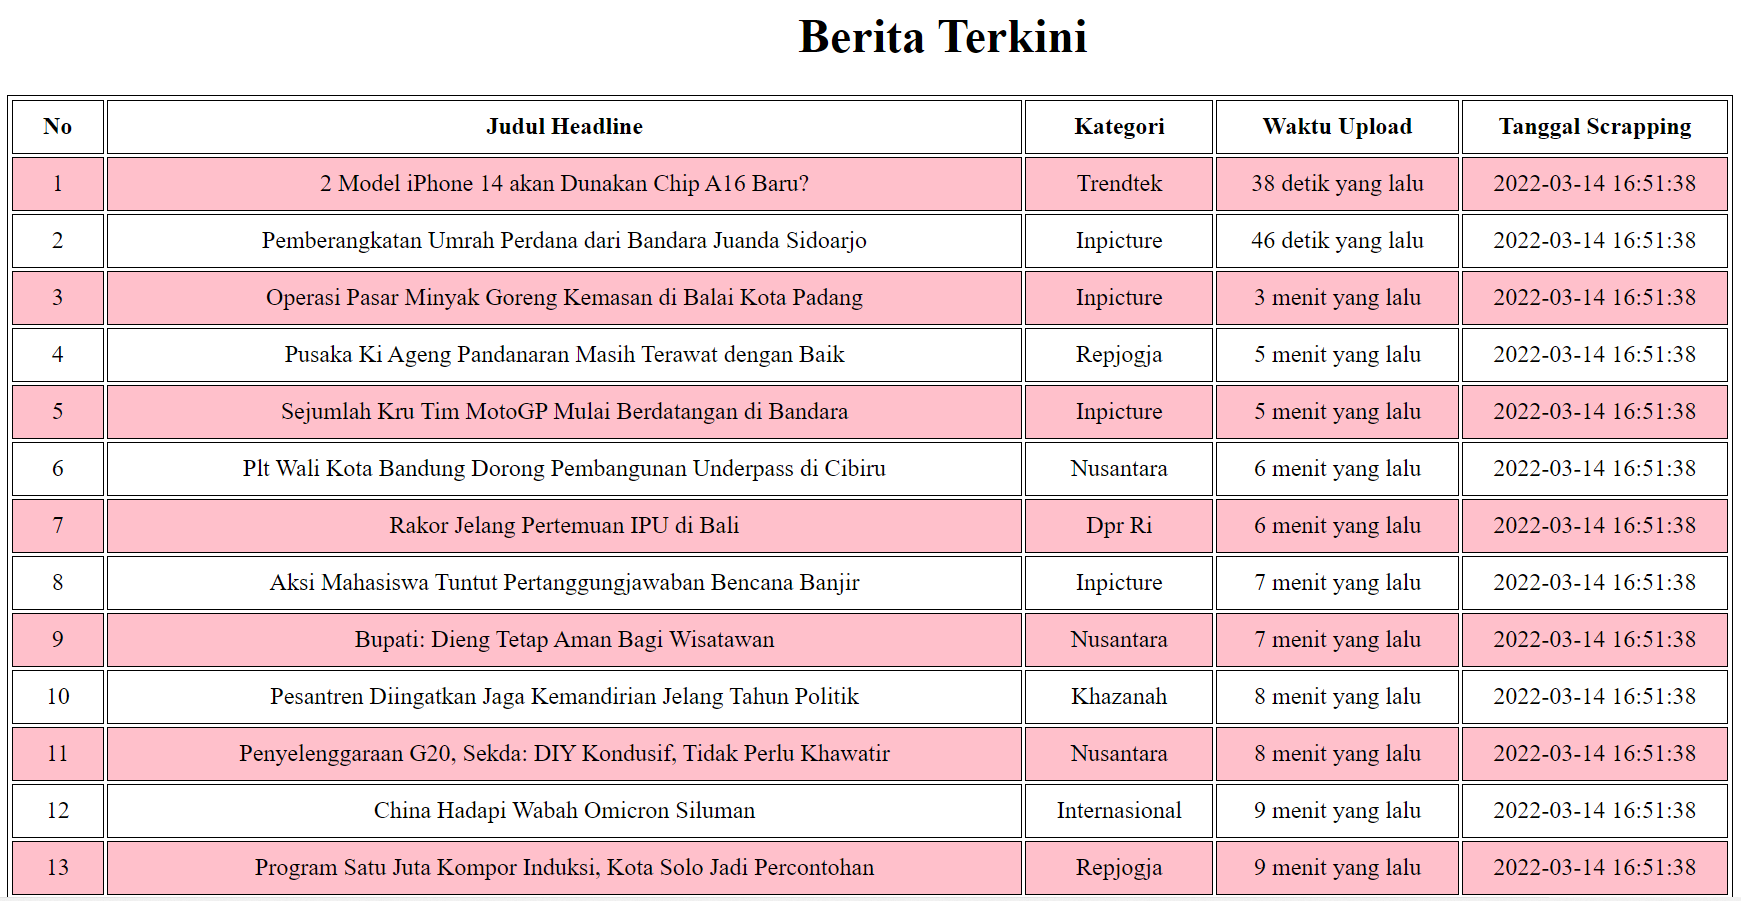 Berita Terkini
No Judul Headline Kategori Waktu Upload Tanggal Scrapping
1 2 Model iPhone 14 akan Dunakan Chip A16 Baru? Trendtek 38 detik yang lalu 2022-03-14 16:51:38
2 Pemberangkatan Umrah Perdana dari Bandara Juanda Sidoarjo Inpicture 46 detik yang lalu 2022-03-14 16:51:38
3 Operasi Pasar Minyak Goreng Kemasan di Balai Kota Padang Inpicture 3 menit yang lalu 2022-03-14 16:51:38
4 Pusaka Ki Ageng Pandanaran Masih Terawat dengan Baik Repjogja 5 menit yang lalu 2022-03-14 16:51:38
5 Sejumlah Kru Tim MotoGP Mulai Berdatangan di Bandara Inpicture 5 menit yang lalu 2022-03-14 16:51:38
6 Plt Wali Kota Bandung Dorong Pembangunan Underpass di Cibiru Nusantara 6 menit yang lalu 2022-03-14 16:51:38
7 Rakor Jelang Pertemuan IPU di Bali Dpr Ri 6 menit yang lalu 2022-03-14 16:51:38
8 Aksi Mahasiswa Tuntut Pertanggungjawaban Bencana Banjir Inpicture 7 menit yang lalu 2022-03-14 16:51:38
9 Bupati: Dieng Tetap Aman Bagi Wisatawan Nusantara 7 menit yang lalu 2022-03-14 16:51:38
10 Pesantren Diingatkan Jaga Kemandirian Jelang Tahun Politik Khazanah 8 menit yang lalu 2022-03-14 16:51:38
11 Penyelenggaraan G20, Sekda: DIY Kondusif, Tidak Perlu Khawatir Nusantara 8 menit yang lalu 2022-03-14 16:51:38
12 China Hadapi Wabah Omicron Siluman Internasional 9 menit yang lalu 2022-03-14 16:51:38
13 Program Satu Juta Kompor Induksi, Kota Solo Jadi Percontohan Repjogja 9 menit yang lalu 2022-03-14 16:51:38